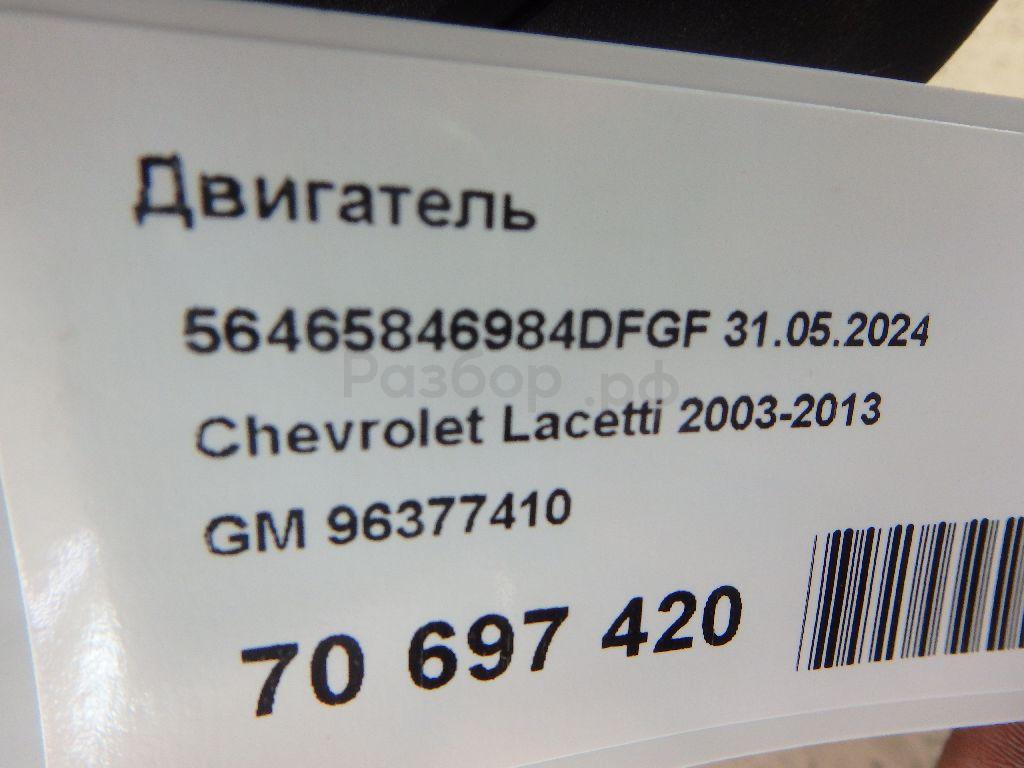 Двигатель
56465846984DFGF 31.05.2024
Разбор.рф
Chevrolet Lacetti 2003-2013
GM 96377410
70 697 420